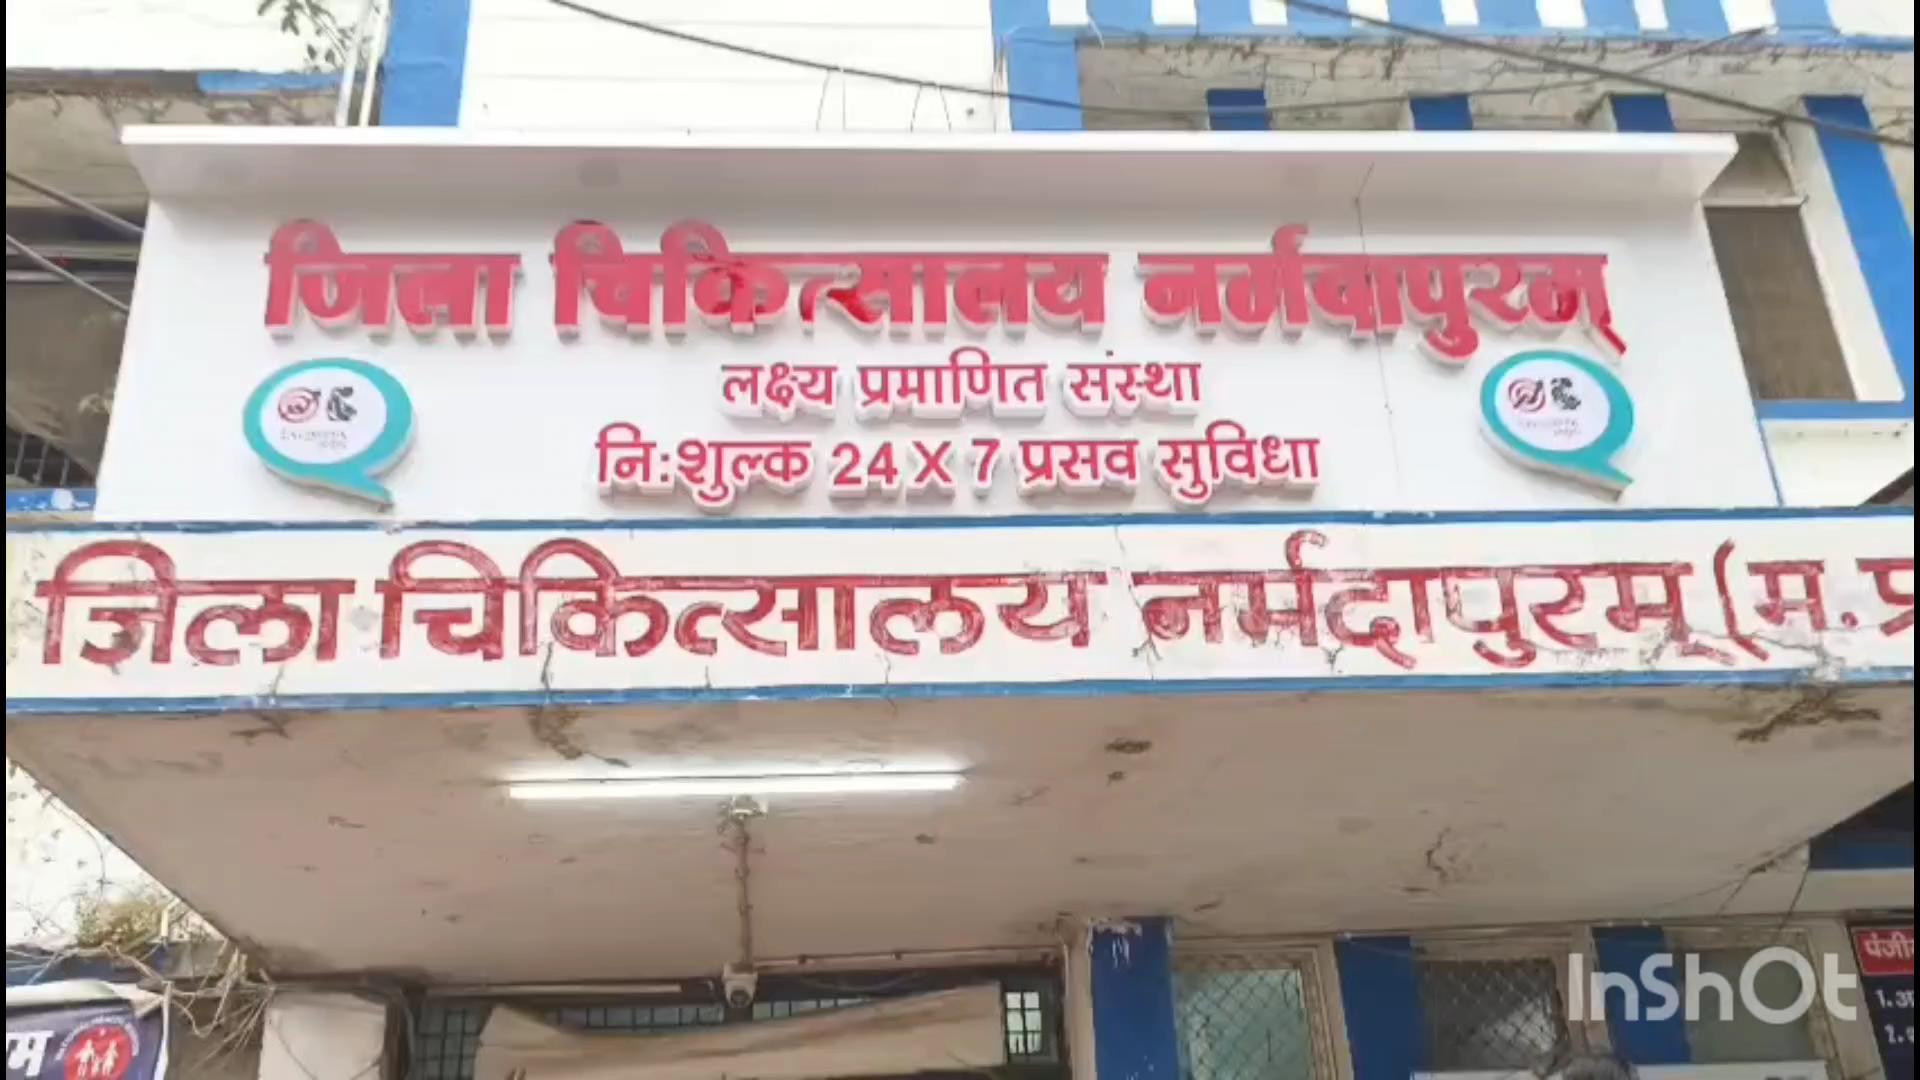 जिला चिकित्सालय नर्मदापुरम्
लक्ष्य प्रमाणित संस्था
नि:शुल्क 24 X 7 प्रसव सुविधा
जिला चिकित्सालय नर्मदापुरम् (म.प्र
InShOt